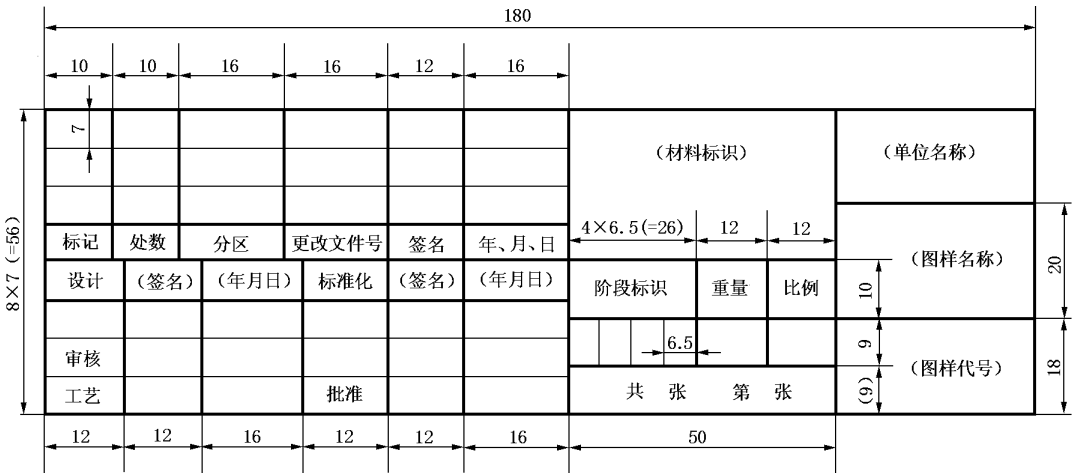 180
10 10 16 16 12 16
7
(材料标识) (单位名称)
4×6.5(=26) 12 12
标记 处数 分区 更改文件号 签名 年、月、日
(图样名称)
20
8×7(=56)
设计 (签名) (年月日) 标准化 (签名) (年月日) 阶段标识 重量 比例
10
6.5 9
审核
(图样代号)
18
工艺 批准 共 张 第 张
(9)
12 12 16 12 12 16 50